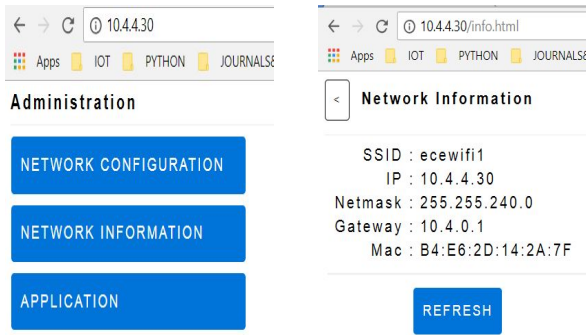 10.4.4.30
Apps IOT PYTHON JOURNALS&
Administration
NETWORK CONFIGURATION
NETWORK INFORMATION
APPLICATION
10.4.4.30/info.html
Apps IOT PYTHON JOURNALS&
< Network Information
SSID : ecewifi1
IP : 10.4.4.30
Netmask : 255.255.240.0
Gateway : 10.4.0.1
Mac : B4:E6:2D:14:2A:7F
REFRESH